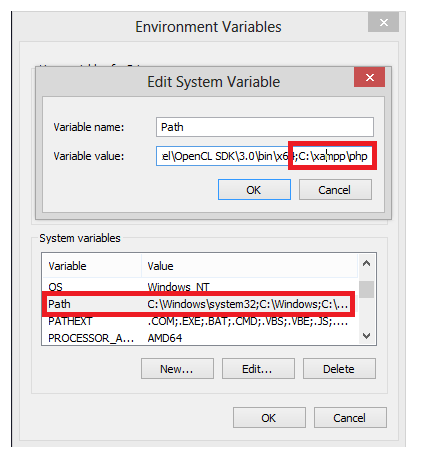 Environment Variables
Edit System Variable
Variable name: Path
Variable value: el\OpenCL SDK\3.0\bin\x6;C:\xampp\php
OK Cancel
System variables
Variable Value
OS Windows_NT
Path C:\Windows\system32;C:\Windows;C:\...
PATHEXT .COM;.EXE;.BAT;.CMD;.VBS;.VBE;.JS;....
PROCESSOR_A... AMD64
New... Edit... Delete
OK Cancel